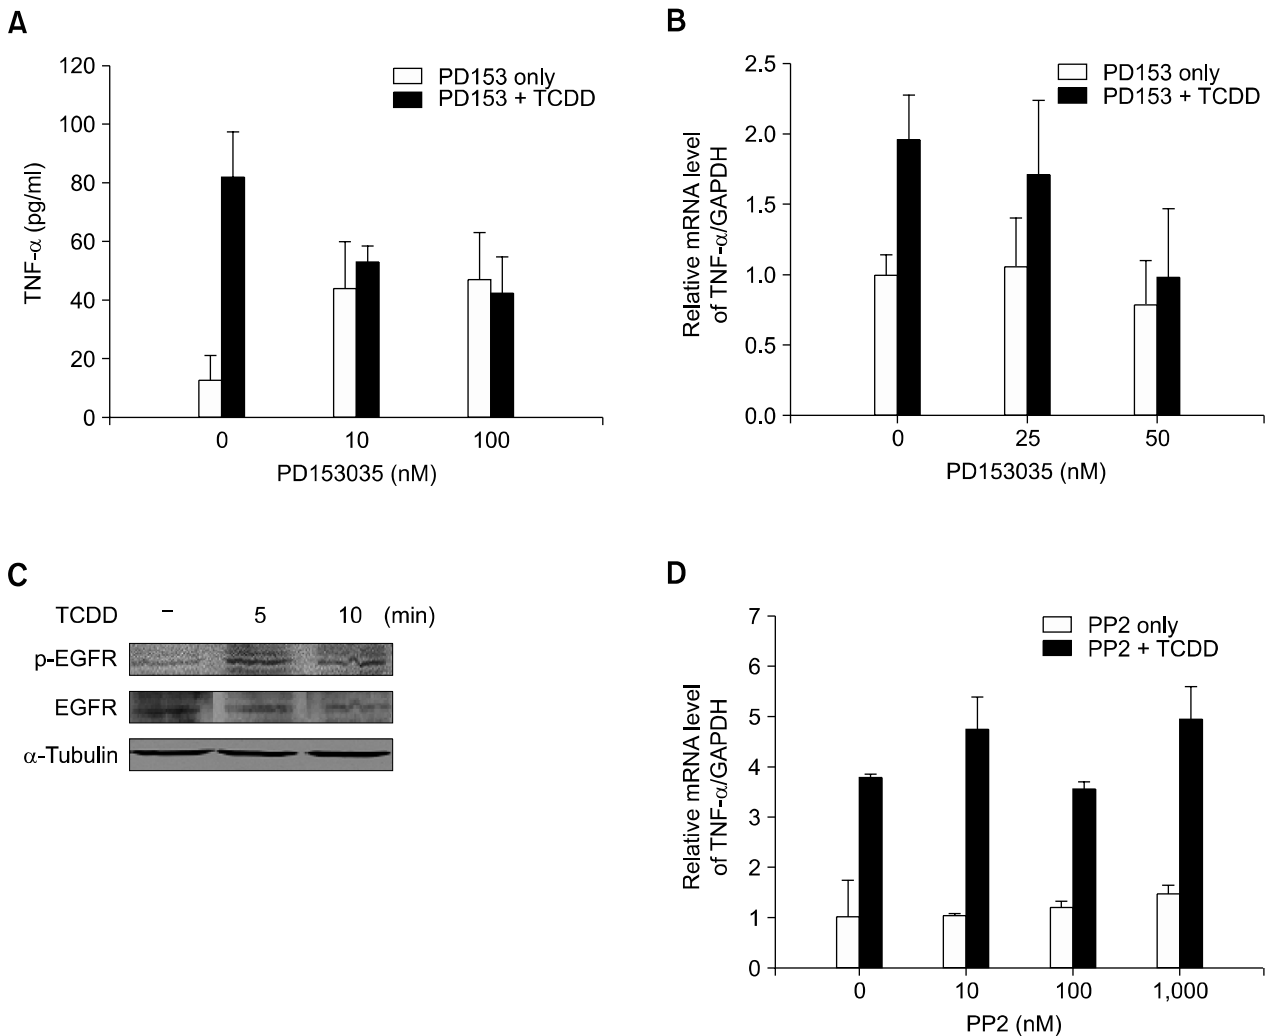 A
TNF-α (pg/ml)
120
100
80
60
40
20
0
PD153 only
PD153 + TCDD
0 10 100
PD153035 (nM)
B
Relative mRNA level
of TNF-α/GAPDH
2.5
2.0
1.5
1.0
0.5
0.0
PD153 only
PD153 + TCDD
0 25 50
PD153035 (nM)
C
TCDD – 5 10 (min)
p-EGFR
EGFR
α-Tubulin
D
Relative mRNA level
of TNF-α/GAPDH
7
6
5
4
3
2
1
0
PP2 only
PP2 + TCDD
0 10 100 1,000
PP2 (nM)